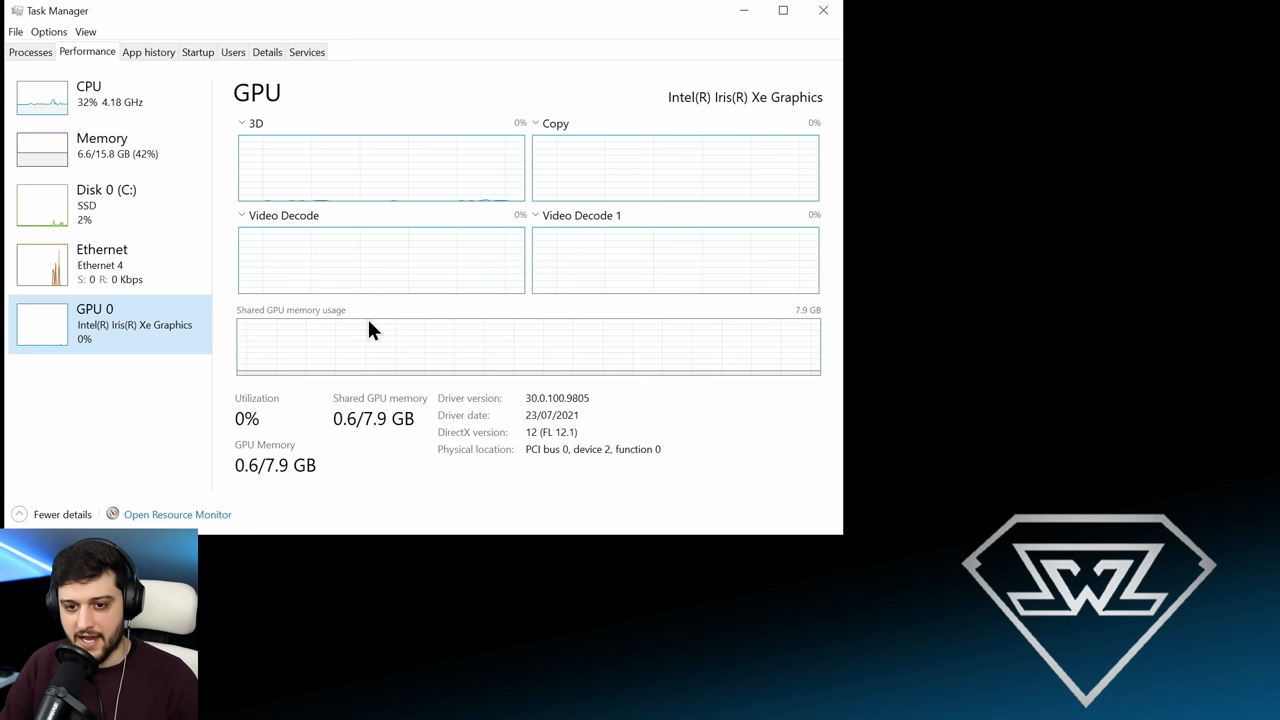 Task Manager
File Options View
Processes Performance App history Startup Users Details Services
CPU
32% 4.18 GHz
Memory
6.6/15.8 GB (42%)
Disk 0 (C:)
SSD
2%
Ethernet
Ethernet 4
S: 0 R: 0 Kbps
GPU 0
Intel(R) Iris(R) Xe Graphics
0%
GPU
Intel(R) Iris(R) Xe Graphics
3D 0% Copy 0%
Video Decode 0% Video Decode 1 0%
Shared GPU memory usage 7.9 GB
Utilization
0%
Shared GPU memory
0.6/7.9 GB
GPU Memory
0.6/7.9 GB
Driver version: 30.0.100.9805
Driver date: 23/07/2021
DirectX version: 12 (FL 12.1)
Physical location: PCI bus 0, device 2, function 0
Fewer details Open Resource Monitor